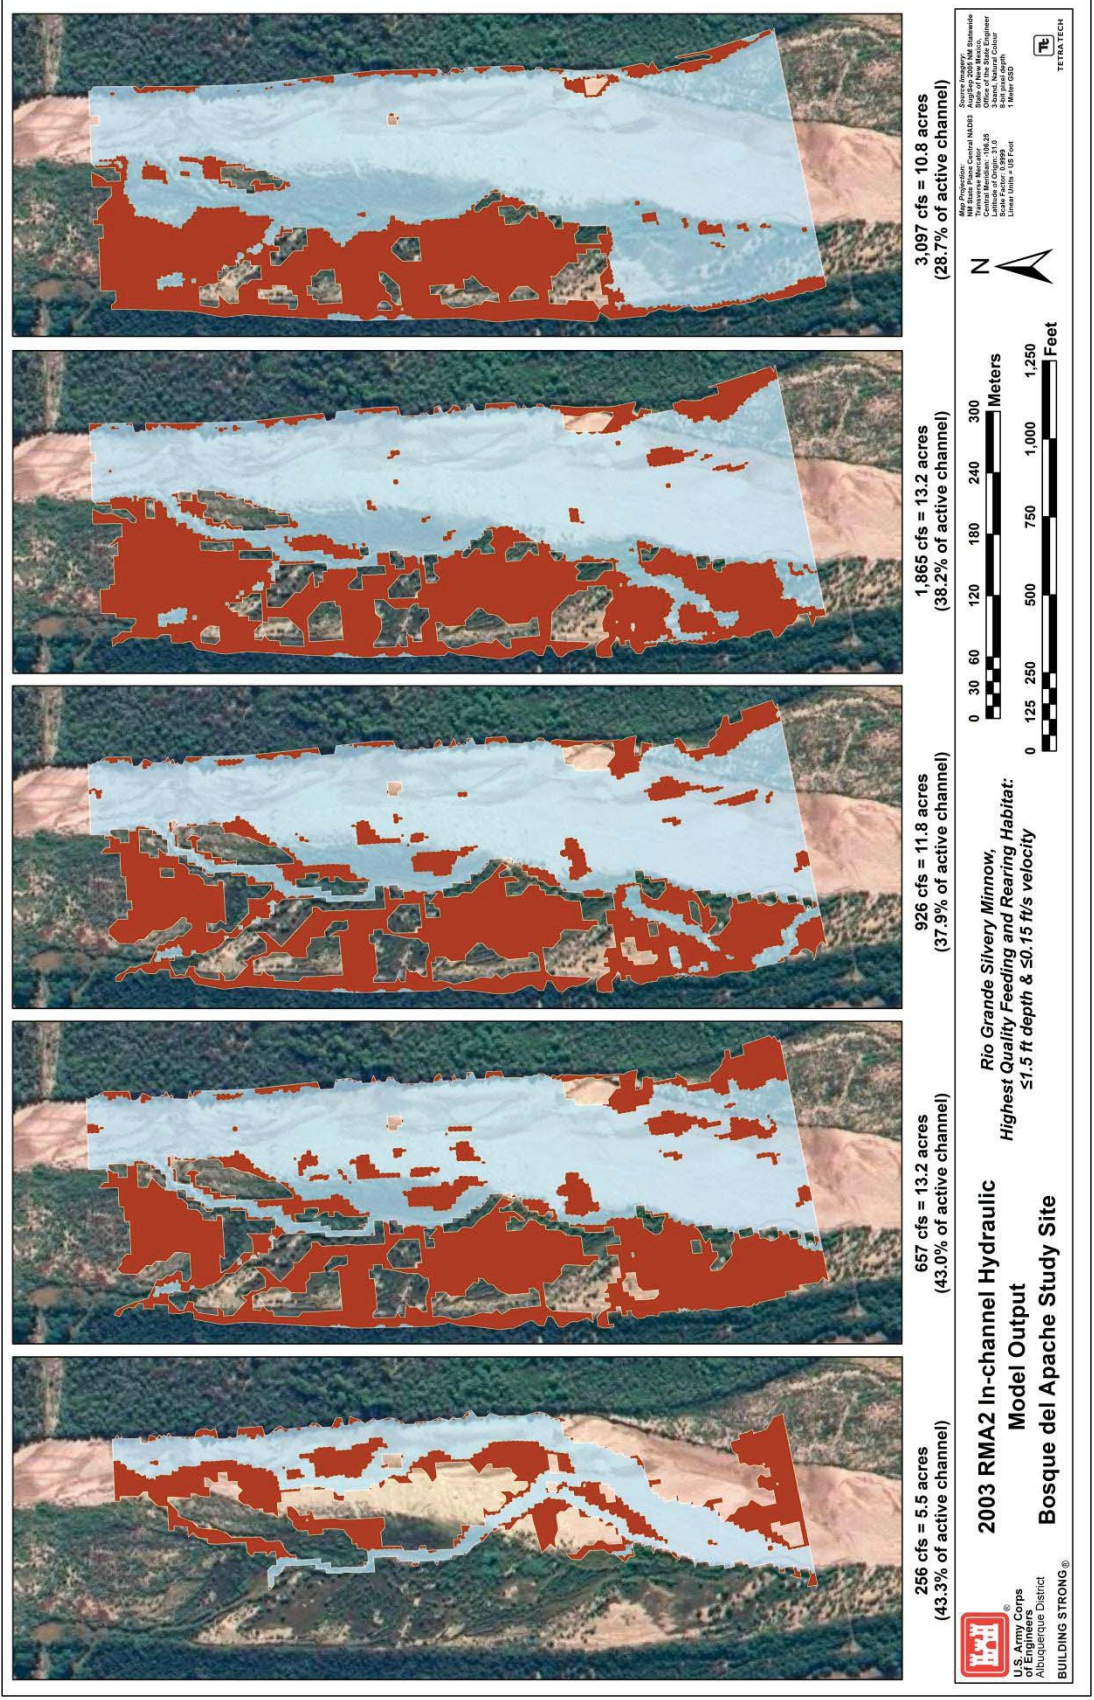 256 cfs = 5.5 acres
(43.3% of active channel)
657 cfs = 13.2 acres
(43.0% of active channel)
926 cfs = 11.8 acres
(37.9% of active channel)
1,865 cfs = 13.2 acres
(38.2% of active channel)
3,097 cfs = 10.8 acres
(28.7% of active channel)
®
U.S. Army Corps
of Engineers
Albuquerque District
BUILDING STRONG®
2003 RMA2 In-channel Hydraulic
Model Output
Bosque del Apache Study Site
Rio Grande Silvery Minnow,
Highest Quality Feeding and Rearing Habitat:
≤1.5 ft depth & ≤0.15 ft/s velocity
0 30 60 120 180 240 300
Meters
0 125 250 500 750 1,000 1,250
Feet
N
Map Projection:
NM State Plane Central NAD83
Transverse Mercator
Central Meridian: -106.25
Latitude of Origin: 31.0
Scale Factor: 0.9999
Linear Units = US Foot
Source Imagery:
Aug/Sep 2005 NM Statewide
State of New Mexico,
Office of the State Engineer
3-band, Natural Colour
8-bit pixel depth
1 Meter GSD
Tt
TETRA TECH